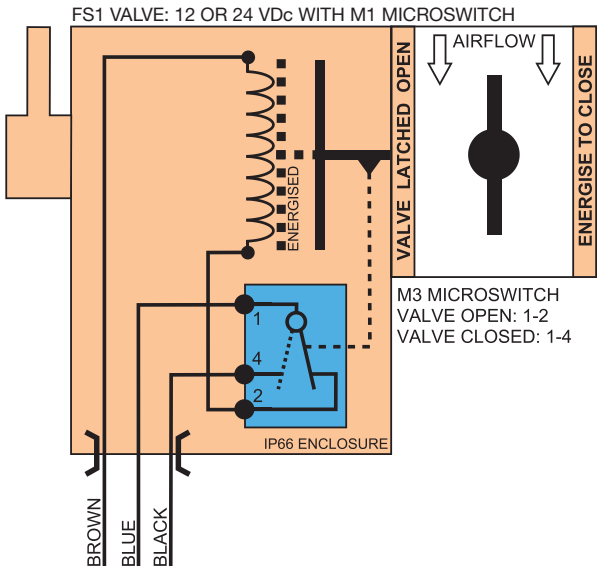 FS1 VALVE: 12 OR 24 VDc WITH M1 MICROSWITCH
AIRFLOW
VALVE LATCHED OPEN
ENERGISE TO CLOSE
ENERGISED
M3 MICROSWITCH
VALVE OPEN: 1-2
VALVE CLOSED: 1-4
1
4
2
IP66 ENCLOSURE
BROWN
BLUE
BLACK